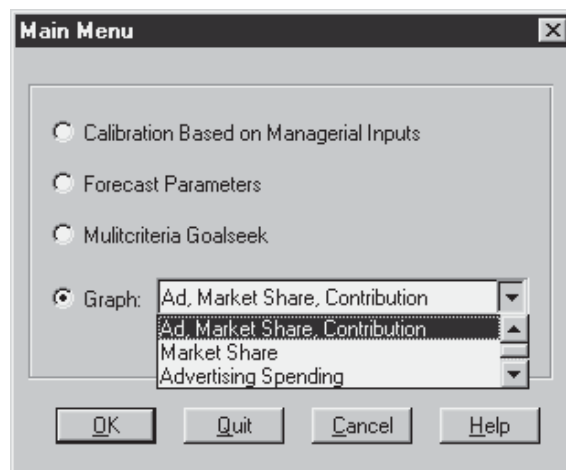 Main Menu
Calibration Based on Managerial Inputs
Forecast Parameters
Mulitcriteria Goalseek
Graph: Ad, Market Share, Contribution
Ad, Market Share, Contribution
Market Share
Advertising Spending
OK Quit Cancel Help